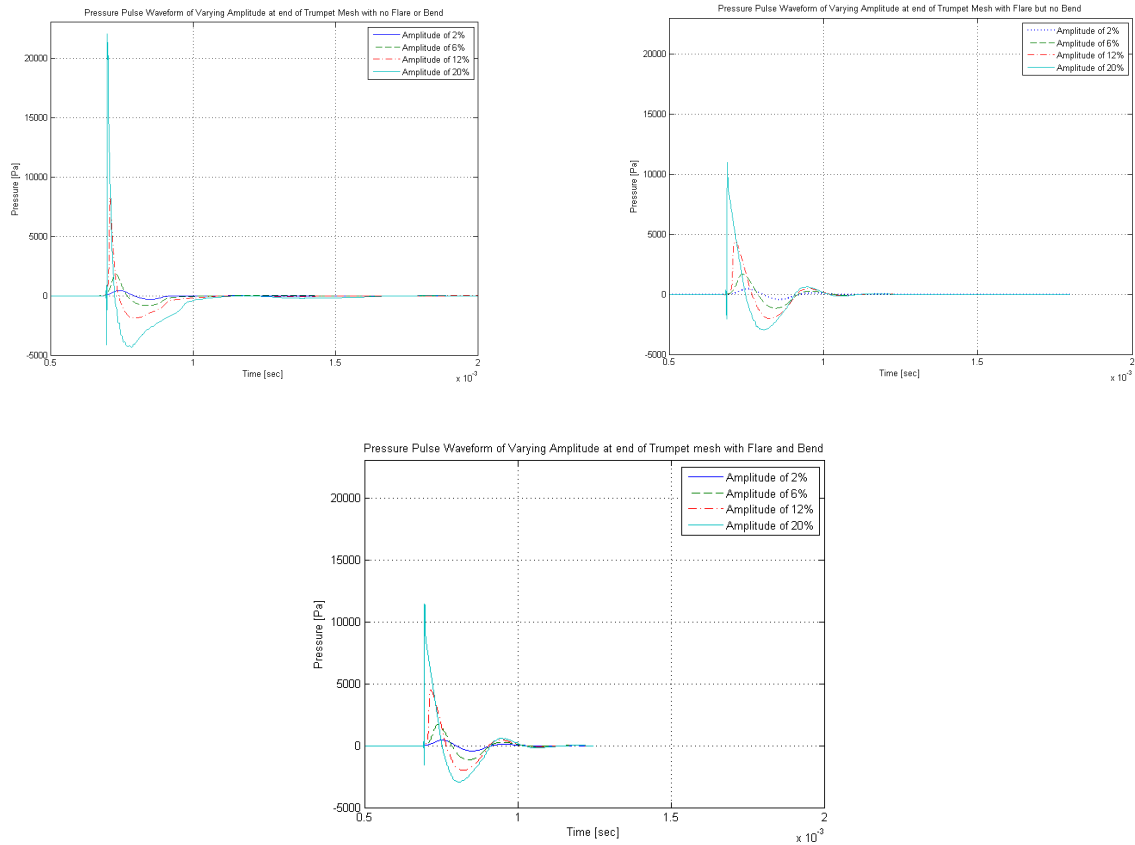 Pressure Pulse Waveform of Varying Amplitude at end of Trumpet Mesh with no Flare or Bend
Amplitude of 2%
Amplitude of 6%
Amplitude of 12%
Amplitude of 20%
20000
15000
10000
5000
0
-5000
Pressure [Pa]
0.5
1
1.5
2
Time [sec]
x 10⁻³
Pressure Pulse Waveform of Varying Amplitude at end of Trumpet Mesh with Flare but no Bend
Amplitude of 2%
Amplitude of 6%
Amplitude of 12%
Amplitude of 20%
20000
15000
10000
5000
0
-5000
Pressure [Pa]
0.5
1
1.5
2
Time [sec]
x 10⁻³
Pressure Pulse Waveform of Varying Amplitude at end of Trumpet mesh with Flare and Bend
Amplitude of 2%
Amplitude of 6%
Amplitude of 12%
Amplitude of 20%
20000
15000
10000
5000
0
-5000
Pressure [Pa]
0.5
1
1.5
2
Time [sec]
x 10⁻³